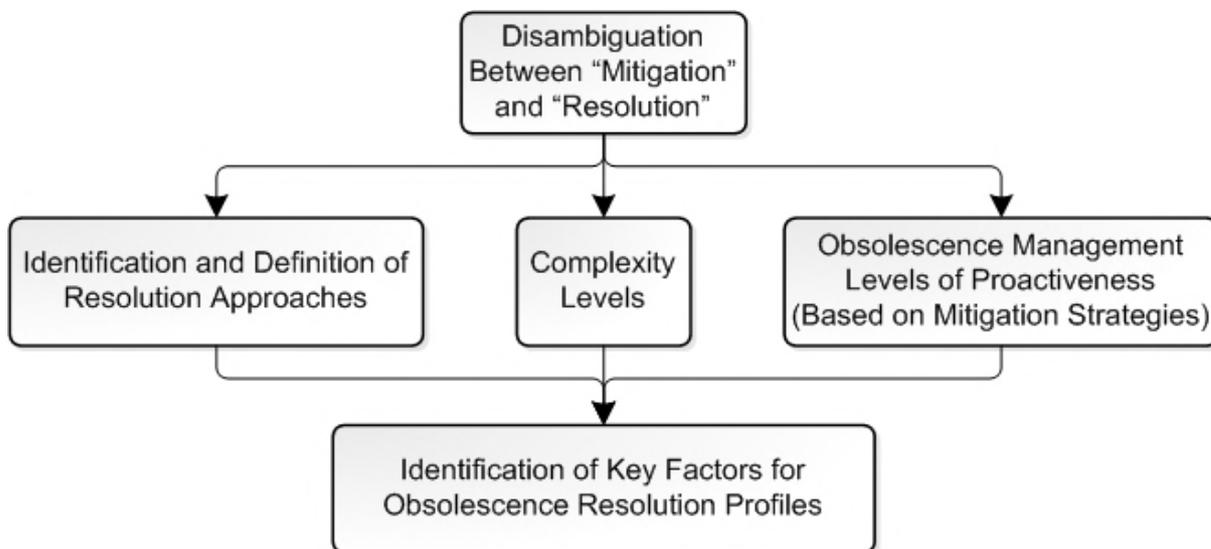 Disambiguation
Between “Mitigation”
and “Resolution”
Identification and Definition of
Resolution Approaches
Complexity
Levels
Obsolescence Management
Levels of Proactiveness
(Based on Mitigation Strategies)
Identification of Key Factors for
Obsolescence Resolution Profiles